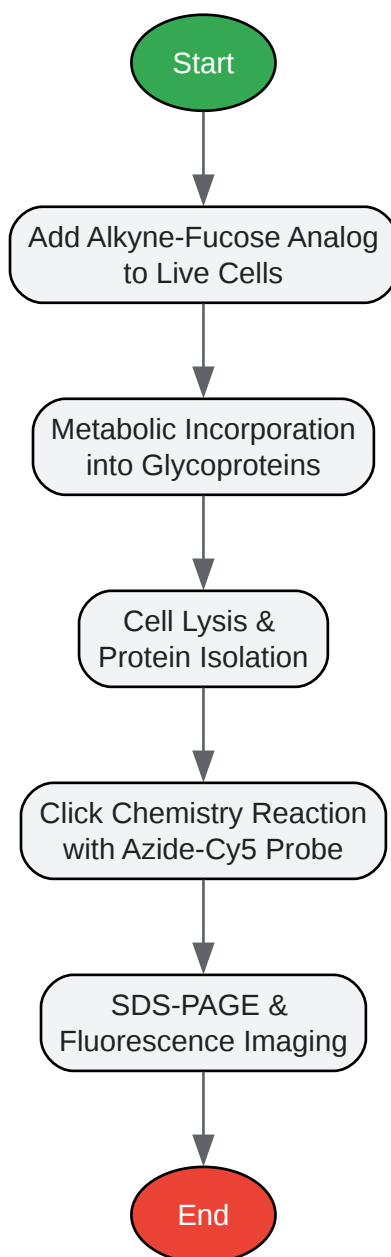 Start
Add Alkyne-Fucose Analog
to Live Cells
Metabolic Incorporation
into Glycoproteins
Cell Lysis &
Protein Isolation
Click Chemistry Reaction
with Azide-Cy5 Probe
SDS-PAGE &
Fluorescence Imaging
End